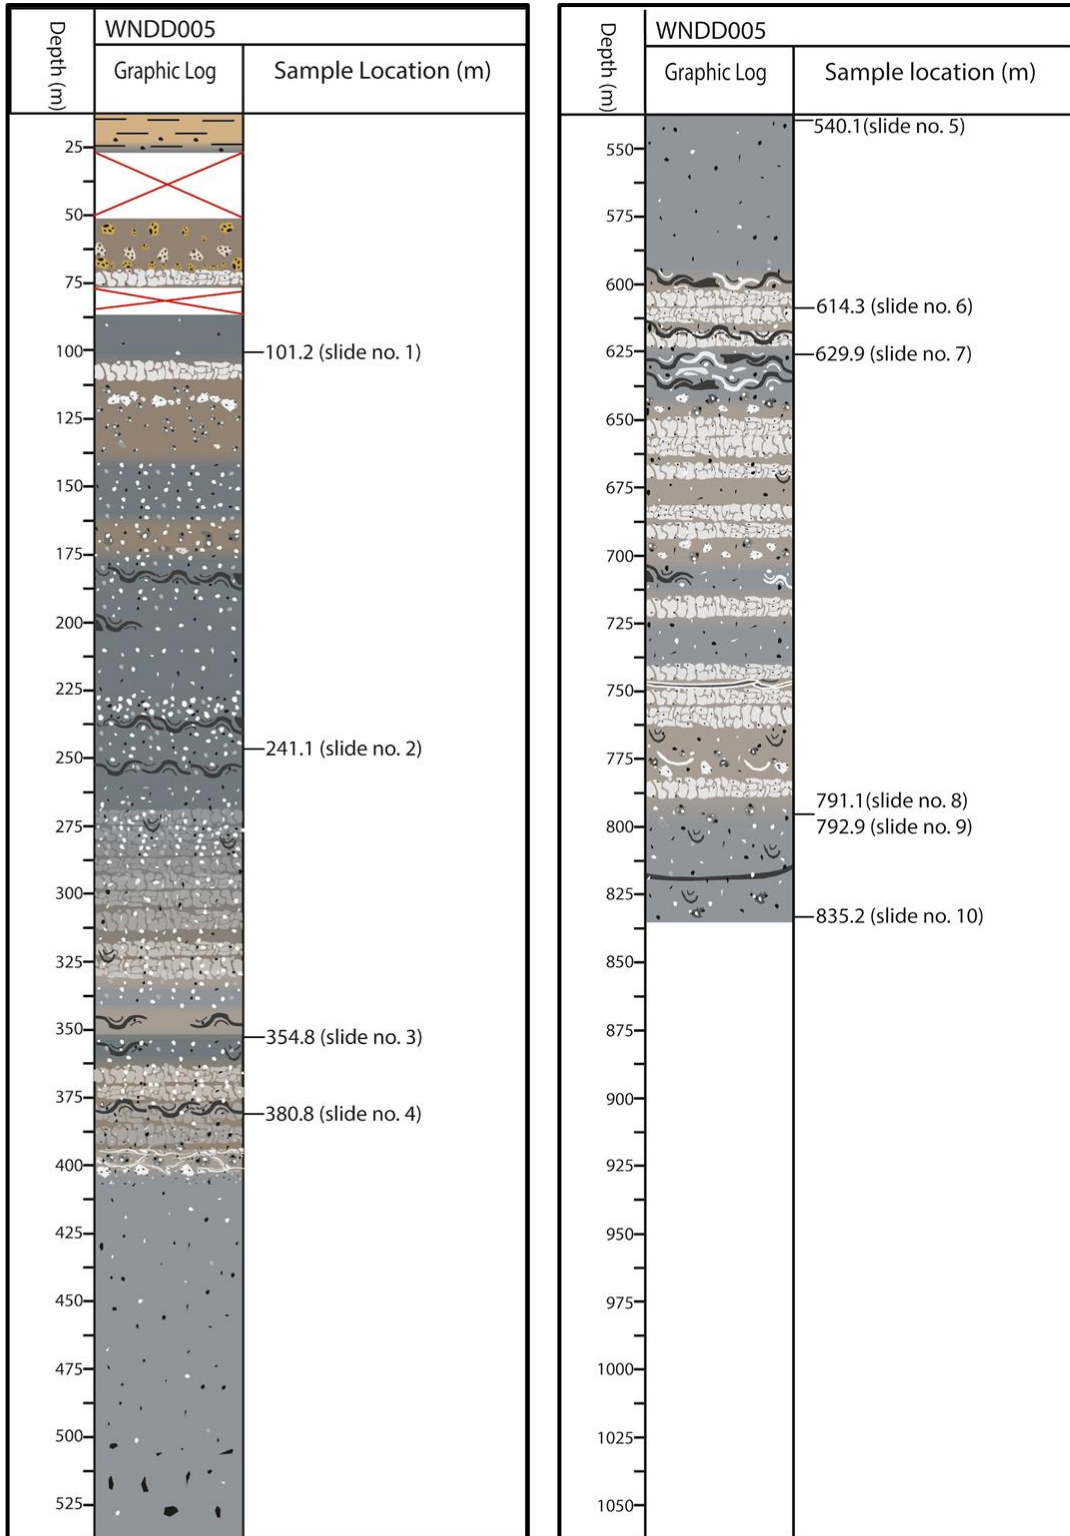 WNDD005
Depth (m)
Graphic Log
Sample Location (m)
25
50
75
100
101.2 (slide no. 1)
125
150
175
200
225
241.1 (slide no. 2)
250
275
300
325
350
354.8 (slide no. 3)
375
380.8 (slide no. 4)
400
425
450
475
500
525
WNDD005
Depth (m)
Graphic Log
Sample location (m)
540.1(slide no. 5)
550
575
600
614.3 (slide no. 6)
625
629.9 (slide no. 7)
650
675
700
725
750
775
791.1(slide no. 8)
800
792.9 (slide no. 9)
825
835.2 (slide no. 10)
850
875
900
925
950
975
1000
1025
1050